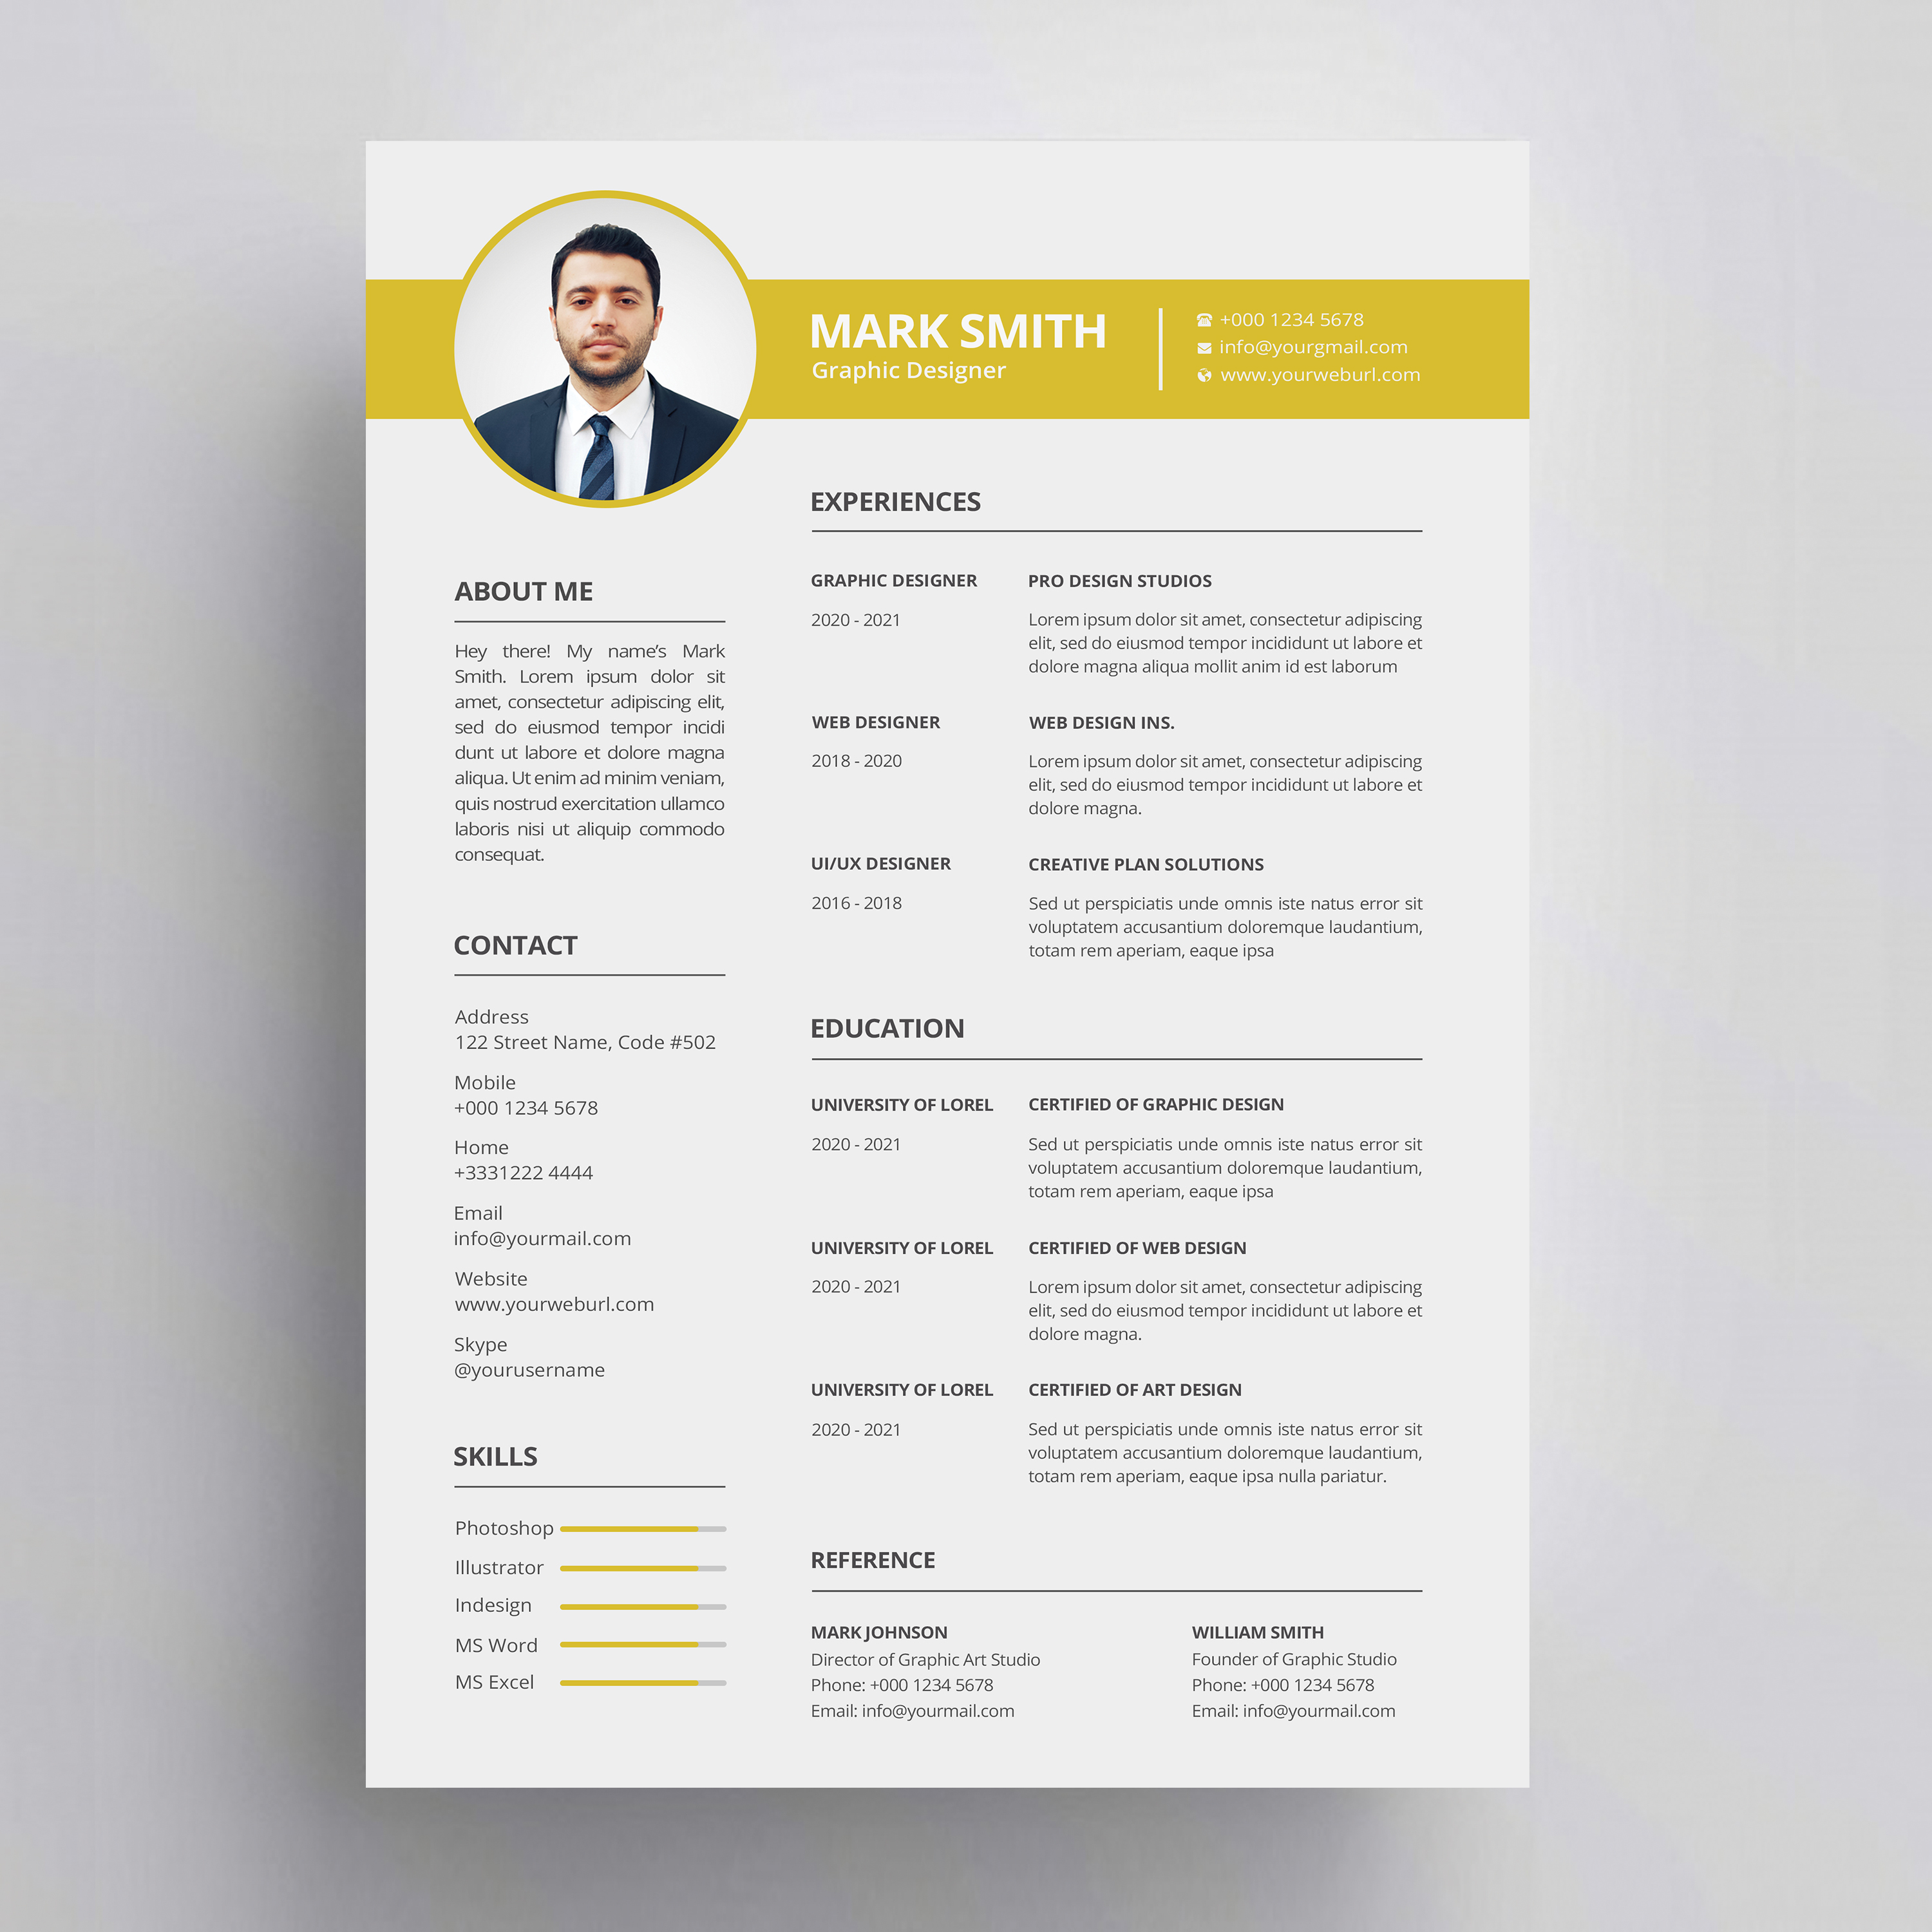 MARK SMITH
Graphic Designer
+000 1234 5678
info@yourgmail.com
www.yourweburl.com
ABOUT ME
Hey there! My name’s Mark
Smith. Lorem ipsum dolor sit
amet, consectetur adipiscing elit,
sed do eiusmod tempor incidi
dunt ut labore et dolore magna
aliqua. Ut enim ad minim veniam,
quis nostrud exercitation ullamco
laboris nisi ut aliquip commodo
consequat.
CONTACT
Address
122 Street Name, Code #502
Mobile
+000 1234 5678
Home
+3331222 4444
Email
info@yourmail.com
Website
www.yourweburl.com
Skype
@yourusername
SKILLS
Photoshop
Illustrator
Indesign
MS Word
MS Excel
EXPERIENCES
GRAPHIC DESIGNER
2020 - 2021
PRO DESIGN STUDIOS
Lorem ipsum dolor sit amet, consectetur adipiscing
elit, sed do eiusmod tempor incididunt ut labore et
dolore magna aliqua mollit anim id est laborum
WEB DESIGNER
2018 - 2020
WEB DESIGN INS.
Lorem ipsum dolor sit amet, consectetur adipiscing
elit, sed do eiusmod tempor incididunt ut labore et
dolore magna.
UI/UX DESIGNER
2016 - 2018
CREATIVE PLAN SOLUTIONS
Sed ut perspiciatis unde omnis iste natus error sit
voluptatem accusantium doloremque laudantium,
totam rem aperiam, eaque ipsa
EDUCATION
UNIVERSITY OF LOREL
2020 - 2021
CERTIFIED OF GRAPHIC DESIGN
Sed ut perspiciatis unde omnis iste natus error sit
voluptatem accusantium doloremque laudantium,
totam rem aperiam, eaque ipsa
UNIVERSITY OF LOREL
2020 - 2021
CERTIFIED OF WEB DESIGN
Lorem ipsum dolor sit amet, consectetur adipiscing
elit, sed do eiusmod tempor incididunt ut labore et
dolore magna.
UNIVERSITY OF LOREL
2020 - 2021
CERTIFIED OF ART DESIGN
Sed ut perspiciatis unde omnis iste natus error sit
voluptatem accusantium doloremque laudantium,
totam rem aperiam, eaque ipsa nulla pariatur.
REFERENCE
MARK JOHNSON
Director of Graphic Art Studio
Phone: +000 1234 5678
Email: info@yourmail.com
WILLIAM SMITH
Founder of Graphic Studio
Phone: +000 1234 5678
Email: info@yourmail.com